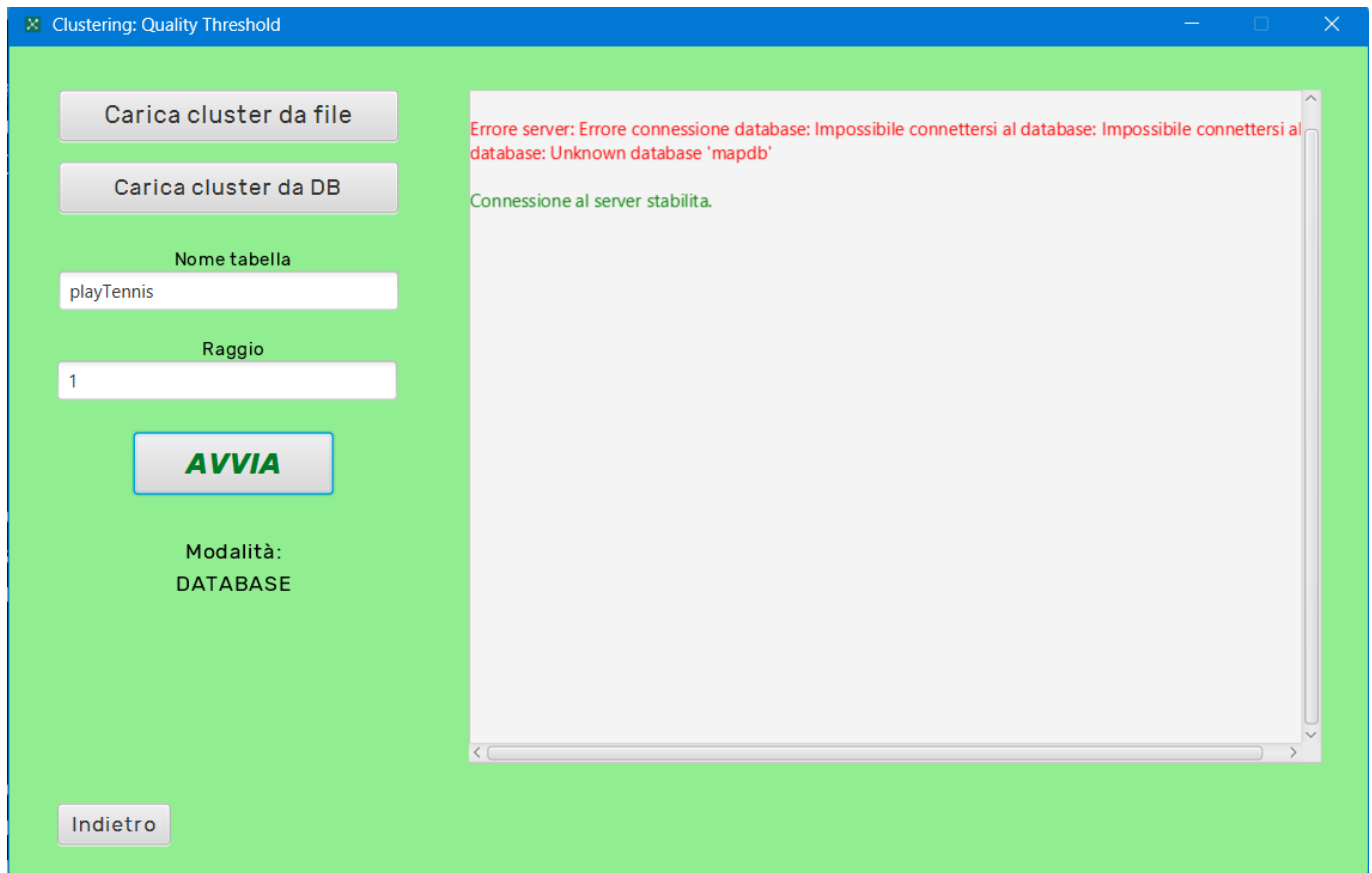 Clustering: Quality Threshold
Carica cluster da file
Carica cluster da DB
Nome tabella
playTennis
Raggio
1
AVVIA
Modalità:
DATABASE
Indietro
Errore server: Errore connessione database: Impossibile connettersi al database: Impossibile connettersi al
database: Unknown database 'mapdb'
Connessione al server stabilita.